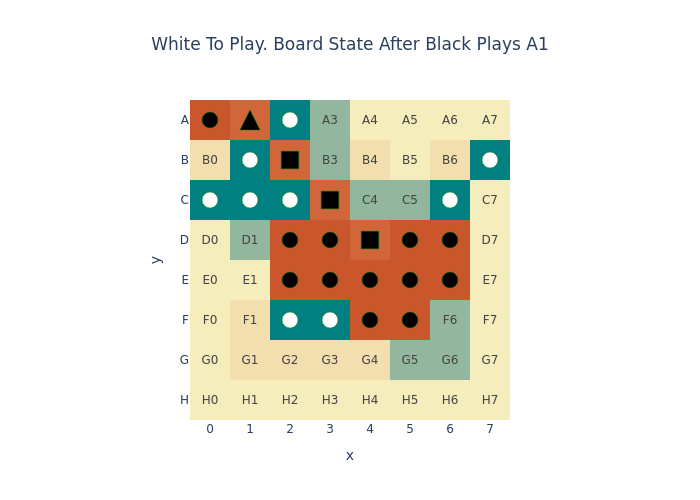 White To Play. Board State After Black Plays A1
A A3 A4 A5 A6 A7
B B0 B3 B4 B5 B6
C C4 C5 C7
D D0 D1 D7
E E0 E1 E7
F F0 F1 F6 F7
G G0 G1 G2 G3 G4 G5 G6 G7
H H0 H1 H2 H3 H4 H5 H6 H7
0 1 2 3 4 5 6 7
x
y